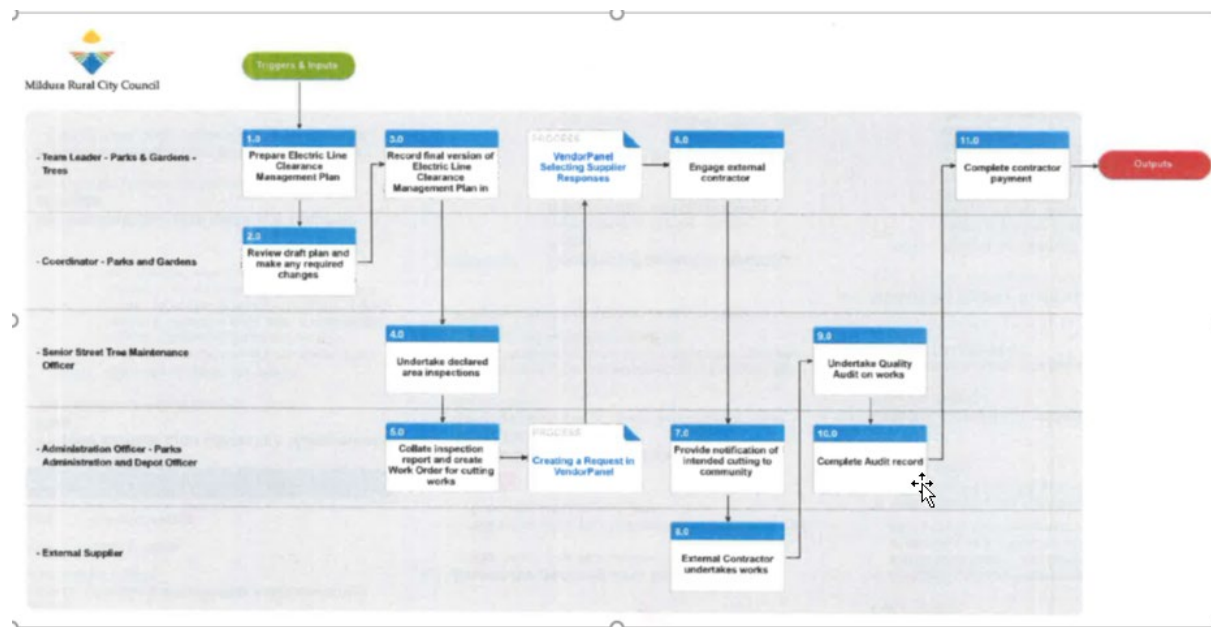 Triggers & Inputs
Mildura Rural City Council
- Team Leader - Parks & Gardens -
Trees
1.0
Prepare Electric Line
Clearance
Management Plan
3.0
Record final version of
Electric Line
Clearance
Management Plan in
PROCESS
VendorPanel
Selecting Supplier
Responses
6.0
Engage external
contractor
11.0
Complete contractor
payment
Outputs
- Coordinator - Parks and Gardens
2.0
Review draft plan and
make any required
changes
- Senior Street Tree Maintenance
Officer
4.0
Undertake declared
area inspections
9.0
Undertake Quality
Audit on works
- Administration Officer - Parks
Administration and Depot Officer
5.0
Collate inspection
report and create
Work Order for cutting
works
PROCESS
Creating a Request in
VendorPanel
7.0
Provide notification of
intended cutting to
community
10.0
Complete Audit record
- External Supplier
8.0
External Contractor
undertakes works